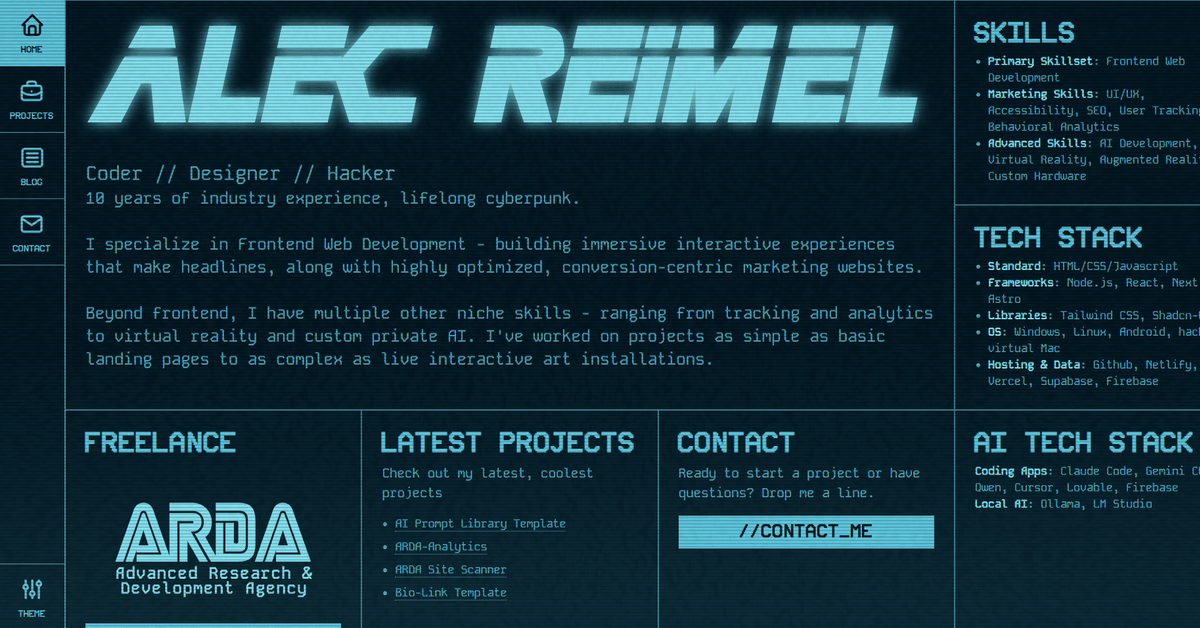 HOME
PROJECTS
BLOG
CONTACT
THEME
ALEC REIMEL
Coder // Designer // Hacker
10 years of industry experience, lifelong cyberpunk.
I specialize in Frontend Web Development - building immersive interactive experiences
that make headlines, along with highly optimized, conversion-centric marketing websites.
Beyond frontend, I have multiple other niche skills - ranging from tracking and analytics
to virtual reality and custom private AI. I've worked on projects as simple as basic
landing pages to as complex as live interactive art installations.
SKILLS
• Primary Skillset: Frontend Web
Development
• Marketing Skills: UI/UX,
Accessibility, SEO, User Tracking
Behavioral Analytics
• Advanced Skills: AI Development,
Virtual Reality, Augmented
Custom Hardware
TECH STACK
• Standard: HTML/CSS/Javascript
• Frameworks: Node.js, React, Next
Astro
• Libraries: Tailwind CSS,
• OS: Windows, Linux, Android,
virtual Mac
• Hosting & Data: Github, Netlify,
Vercel, Supabase, Firebase
FREELANCE
ARDA
Advanced Research &
Development Agency
LATEST PROJECTS
Check out my latest, coolest
projects
• AI Prompt Library Template
• ARDA-Analytics
• ARDA Site Scanner
• Bio-Link Template
CONTACT
Ready to start a project or have
questions? Drop me a line.
//CONTACT_ME
AI TECH STACK
Coding Apps: Claude Code, Gemini
Qwen, Cursor, Lovable, Firebase
Local AI: Ollama, LM Studio